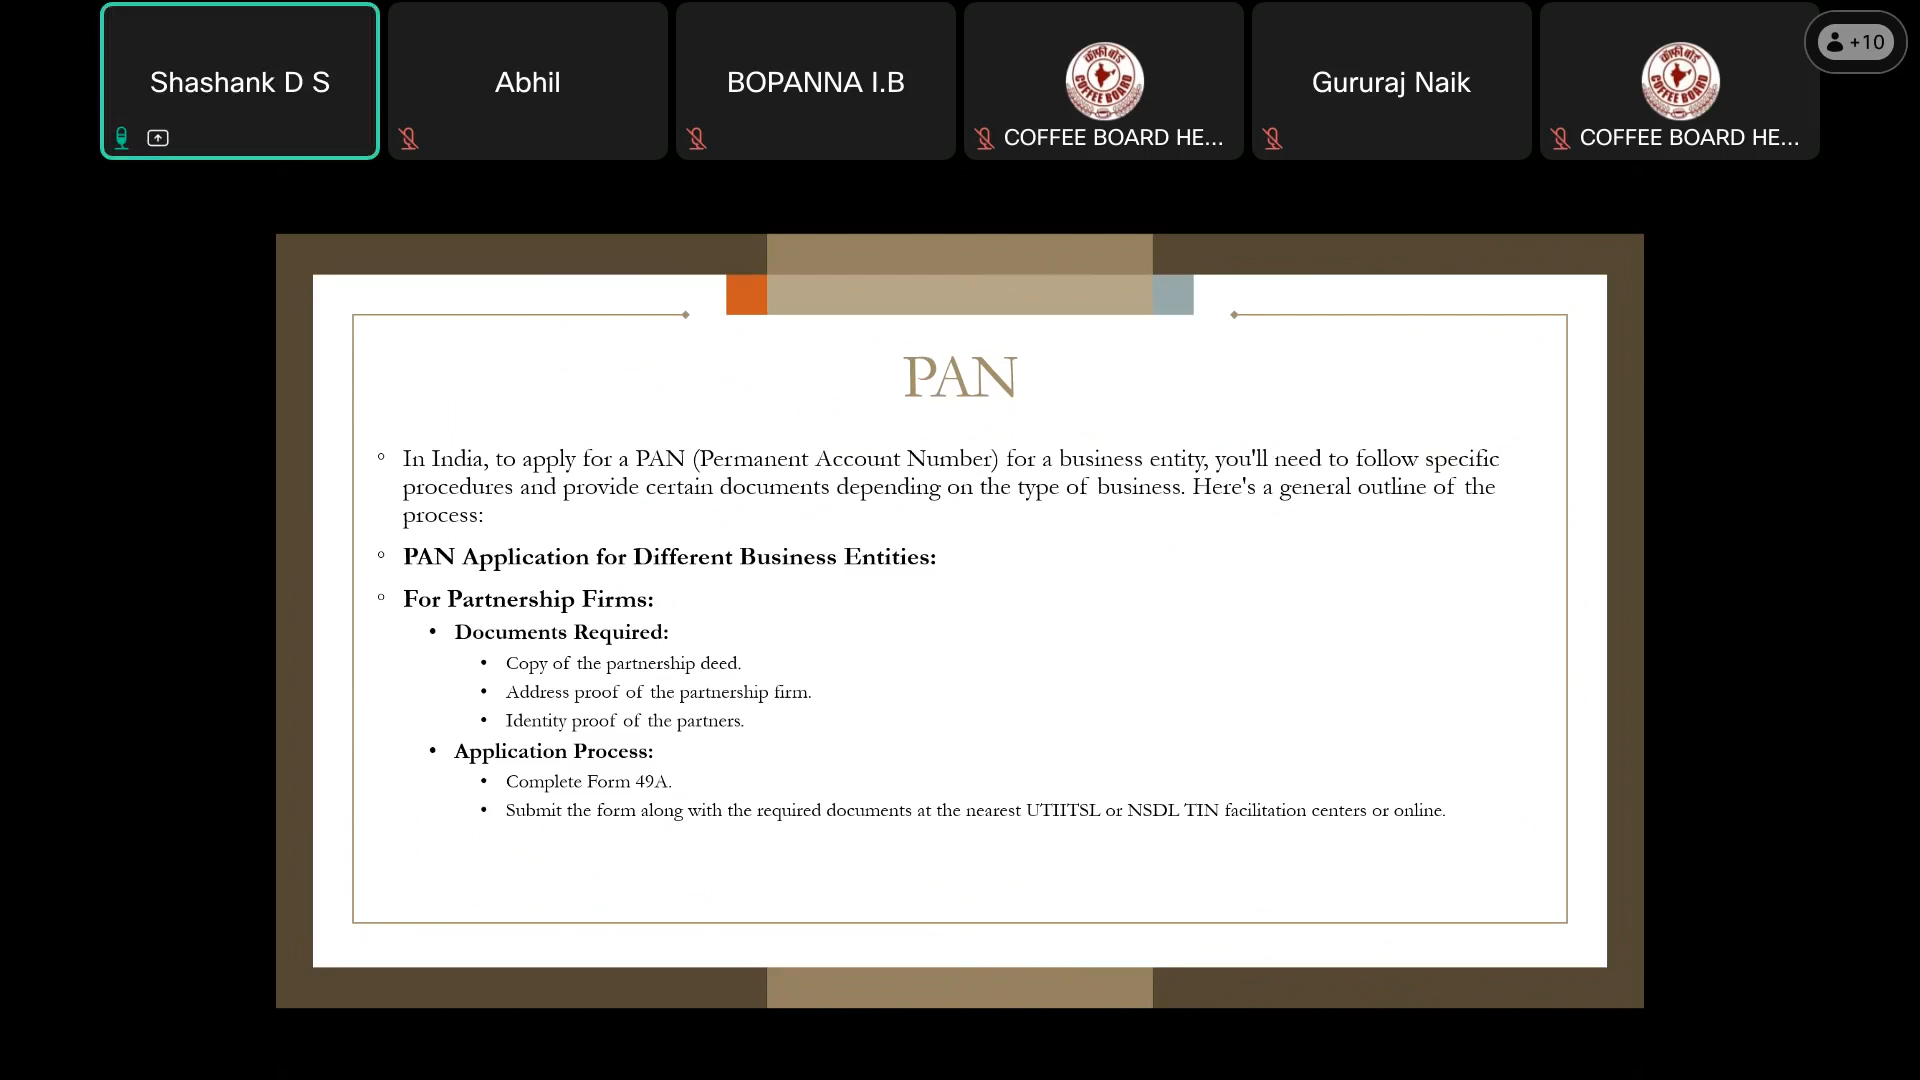 Shashank D S
Abhil
BOPANNA I.B
कॉफी बोर्ड
COFFEE BOARD
COFFEE BOARD HE...
Gururaj Naik
कॉफी बोर्ड
COFFEE BOARD
COFFEE BOARD HE...
+10
PAN
In India, to apply for a PAN (Permanent Account Number) for a business entity, you'll need to follow specific
procedures and provide certain documents depending on the type of business. Here's a general outline of the
process:
PAN Application for Different Business Entities:
For Partnership Firms:
• Documents Required:
• Copy of the partnership deed.
• Address proof of the partnership firm.
• Identity proof of the partners.
• Application Process:
• Complete Form 49A.
• Submit the form along with the required documents at the nearest UTIITSL or NSDL TIN facilitation centers or online.